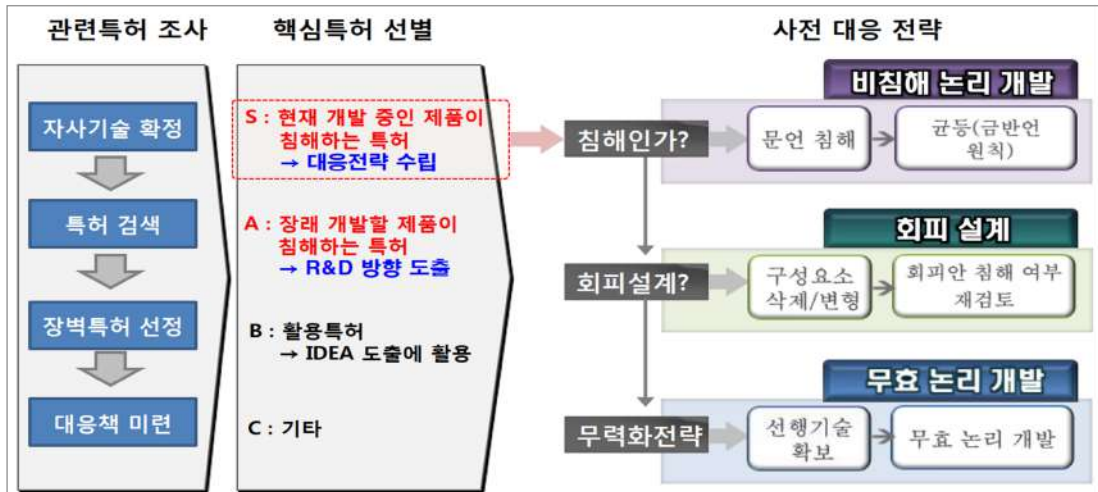 관련특허 조사
자사기술 확정
특허 검색
장벽특허 선정
대응책 미련
핵심특허 선별
S : 현재 개발 중인 제품이
침해하는 특허
→ 대응전략 수립
A : 장래 개발할 제품이
침해하는 특허
→ R&D 방향 도출
B : 활용특허
→ IDEA 도출에 활용
C : 기타
사전 대응 전략
비침해 논리 개발
침해인가?
문언 침해
균등(금반언
원칙)
회피 설계
회피설계?
구성요소
삭제/변형
회피안 침해 여부
재검토
무효 논리 개발
무력화전략
선행기술
확보
무효 논리 개발